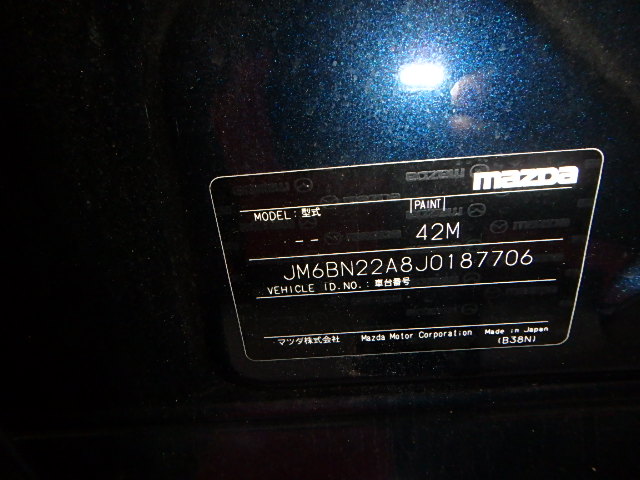 mazda
MODEL: 型式 PAINT
-- 42M
JM6BN22A8J0187706
VEHICLE ID.NO.: 車台番号
マツダ株式会社 Mazda Motor Corporation Made in Japan
(B38N)